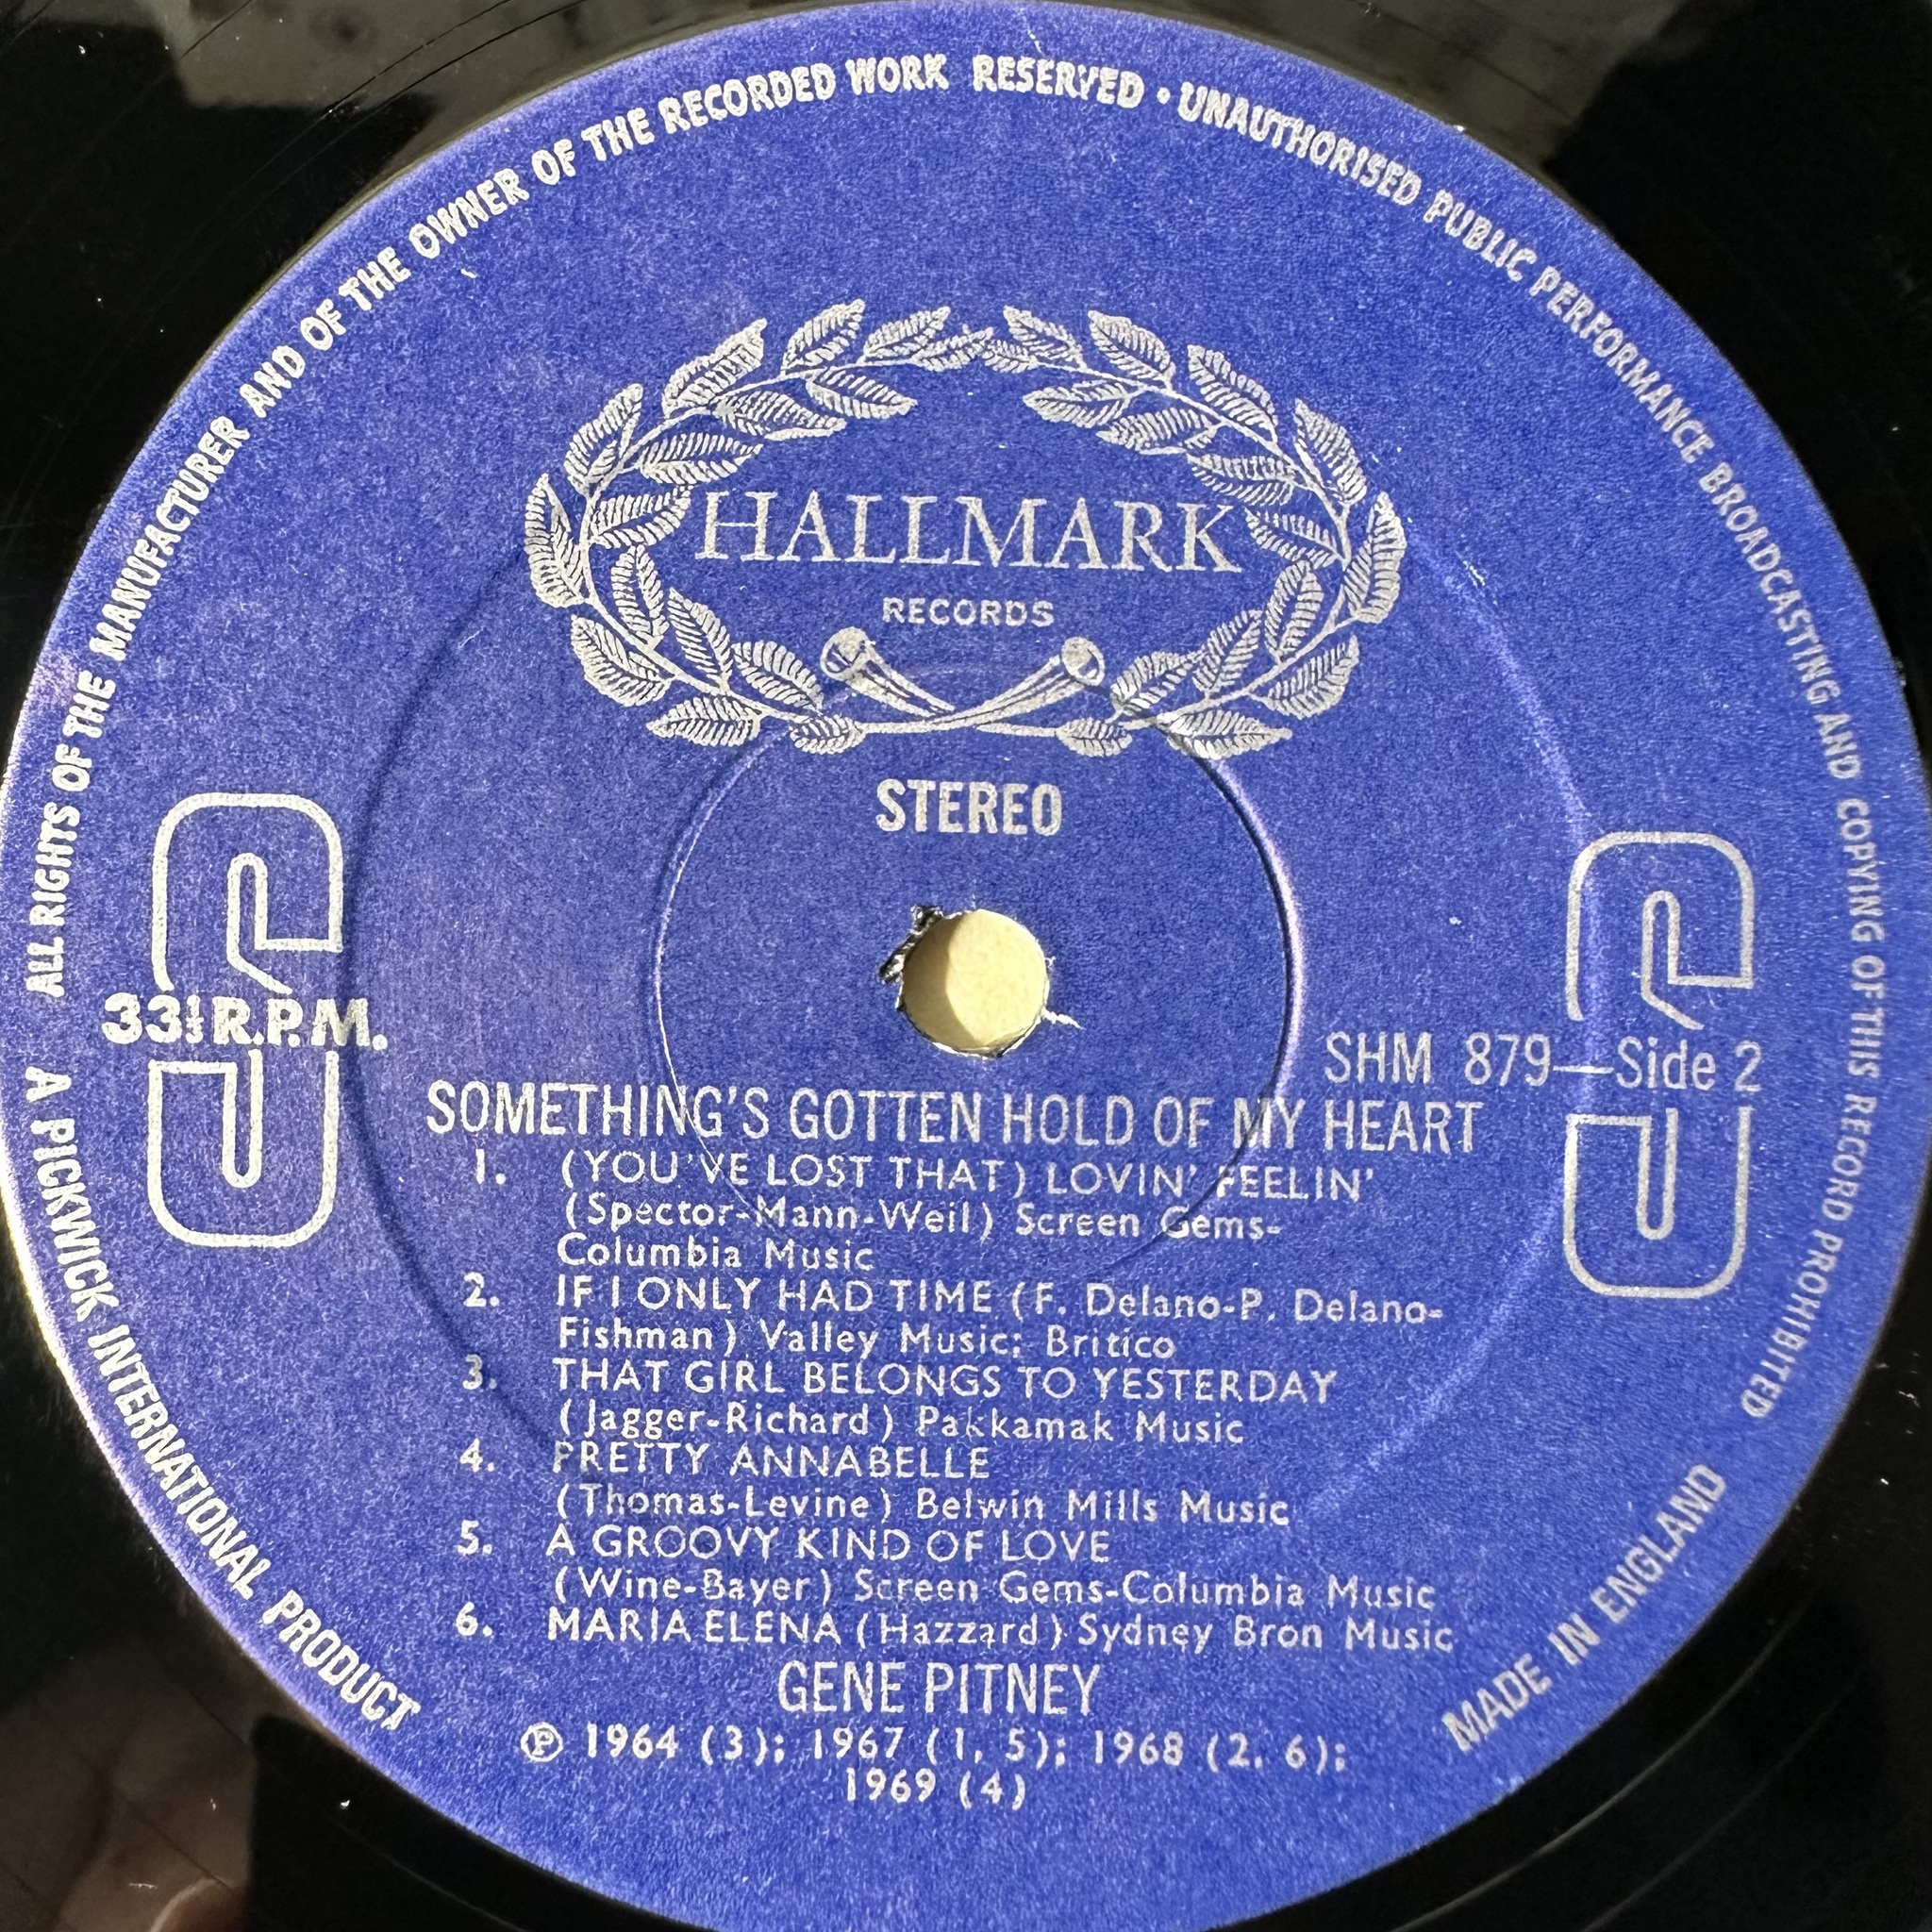 ALL RIGHTS OF THE MANUFACTURER AND OF THE OWNER OF THE RECORDED WORK RESERVED • UNAUTHORISED PUBLIC PERFORMANCE BROADCASTING AND COPYING OF THIS RECORD PROHIBITED
HALLMARK
RECORDS
STEREO
33⅓ R.P.M.
SHM 879—Side 2
SOMETHING'S GOTTEN HOLD OF MY HEART
1. (YOU'VE LOST THAT) LOVIN' FEELIN'
(Spector-Mann-Weil) Screen Gems-
Columbia Music
2. IF I ONLY HAD TIME (F. Delano-P. Delano-
Fishman) Valley Music; Britico
3. THAT GIRL BELONGS TO YESTERDAY
(Jagger-Richard) Pakkamak Music
4. PRETTY ANNABELLE
(Thomas-Levine) Belwin Mills Music
5. A GROOVY KIND OF LOVE
(Wine-Bayer) Screen Gems-Columbia Music
6. MARIA ELENA (Hazzard) Sydney Bron Music
GENE PITNEY
℗ 1964 (3); 1967 (1, 5); 1968 (2, 6);
1969 (4)
A PICKWICK INTERNATIONAL PRODUCT
MADE IN ENGLAND